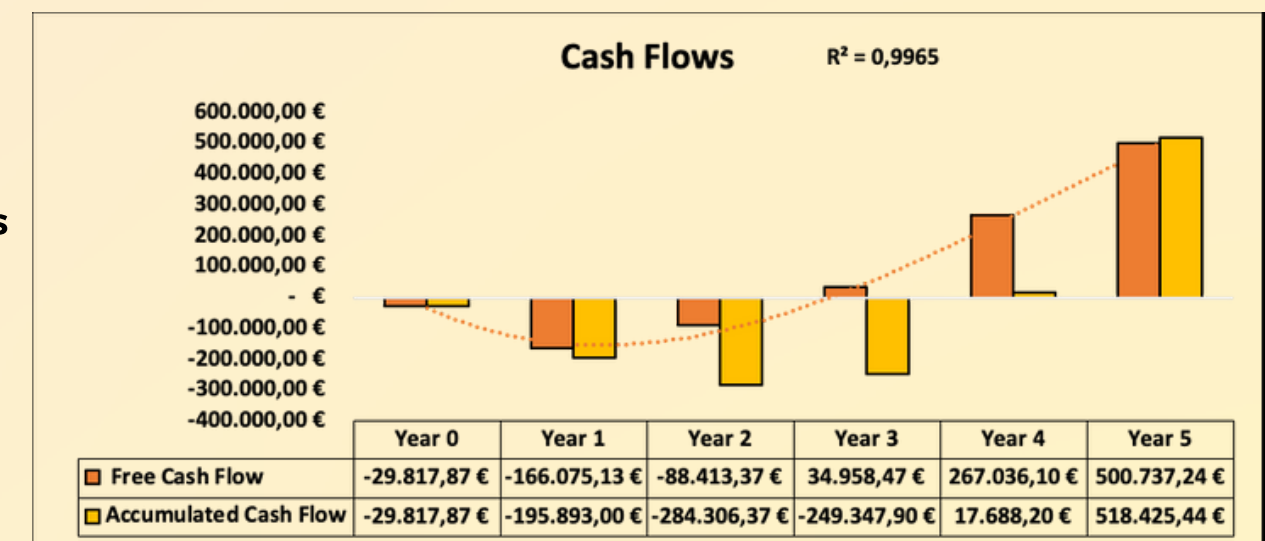 Cash Flows R² = 0,9965
600.000,00 €
500.000,00 €
400.000,00 €
300.000,00 €
200.000,00 €
100.000,00 €
- €
-100.000,00 €
-200.000,00 €
-300.000,00 €
-400.000,00 €
Year 0 Year 1 Year 2 Year 3 Year 4 Year 5
Free Cash Flow -29.817,87 € -166.075,13 € -88.413,37 € 34.958,47 € 267.036,10 € 500.737,24 €
Accumulated Cash Flow -29.817,87 € -195.893,00 € -284.306,37 € -249.347,90 € 17.688,20 € 518.425,44 €
s